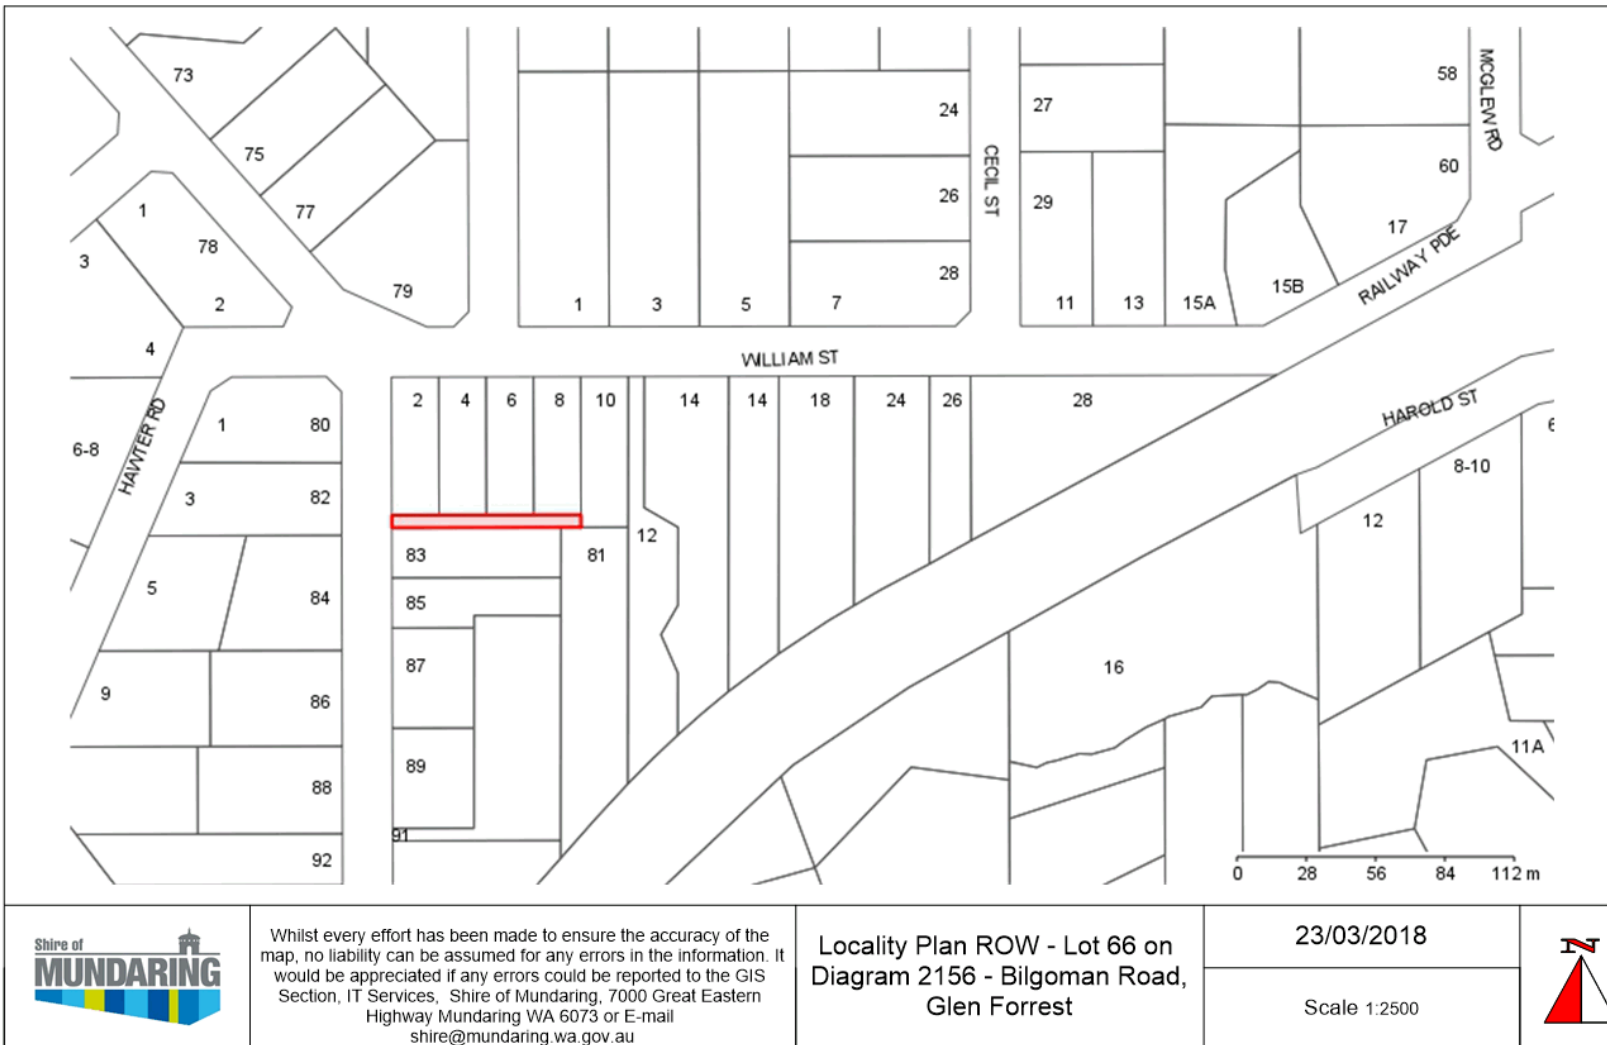 73
58
MCGLEW RD
24
27
75
CECIL ST
60
26
29
77
1
17
78
3
RAILWAY PDE
28
79
15B
2
1
3
5
7
11
13
15A
4
WILLIAM ST
2
4
6
8
10
14
14
18
24
26
28
HAROLD ST
HAWTER RD
1
80
6-8
8-10
3
82
12
12
83
81
5
84
85
87
16
9
86
89
88
11A
91
92
0 28 56 84 112 m
Shire of
MUNDARING
Whilst every effort has been made to ensure the accuracy of the
map, no liability can be assumed for any errors in the information. It
would be appreciated if any errors could be reported to the GIS
Section, IT Services, Shire of Mundaring, 7000 Great Eastern
Highway Mundaring WA 6073 or E-mail
shire@mundaring.wa.gov.au
Locality Plan ROW - Lot 66 on
Diagram 2156 - Bilgoman Road,
Glen Forrest
23/03/2018
Scale 1:2500
N